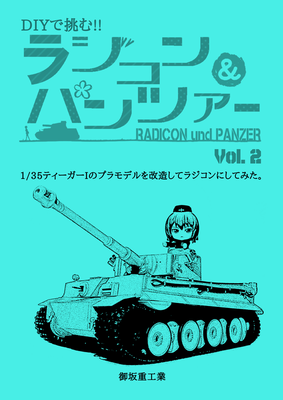 DIYで挑む!!
ラジコン&
パンツァー
RADICON und PANZER
Vol. 2
1/35ティーガーIのプラモデルを改造してラジコンにしてみた。
御坂重工業